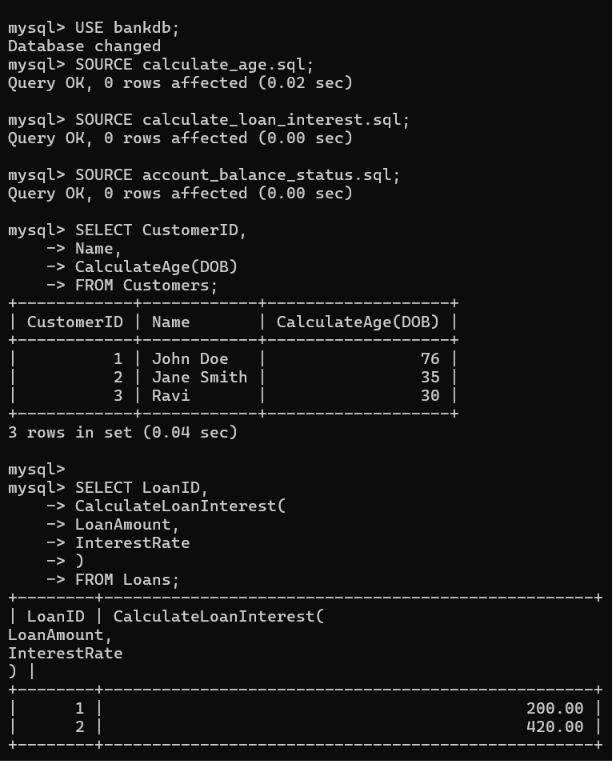 mysql> USE bankdb;
Database changed
mysql> SOURCE calculate_age.sql;
Query OK, 0 rows affected (0.02 sec)

mysql> SOURCE calculate_loan_interest.sql;
Query OK, 0 rows affected (0.00 sec)

mysql> SOURCE account_balance_status.sql;
Query OK, 0 rows affected (0.00 sec)

mysql> SELECT CustomerID,
    -> Name,
    -> CalculateAge(DOB)
    -> FROM Customers;
+------------+------------+-------------------+
| CustomerID | Name       | CalculateAge(DOB) |
+------------+------------+-------------------+
|          1 | John Doe   |                76 |
|          2 | Jane Smith |                35 |
|          3 | Ravi       |                30 |
+------------+------------+-------------------+
3 rows in set (0.04 sec)

mysql>
mysql> SELECT LoanID,
    -> CalculateLoanInterest(
    -> LoanAmount,
    -> InterestRate
    -> )
    -> FROM Loans;
+--------+----------------------------------------------------+
| LoanID | CalculateLoanInterest(
LoanAmount,
InterestRate
) |
+--------+----------------------------------------------------+
|      1 |                                             200.00 |
|      2 |                                             420.00 |
+--------+----------------------------------------------------+